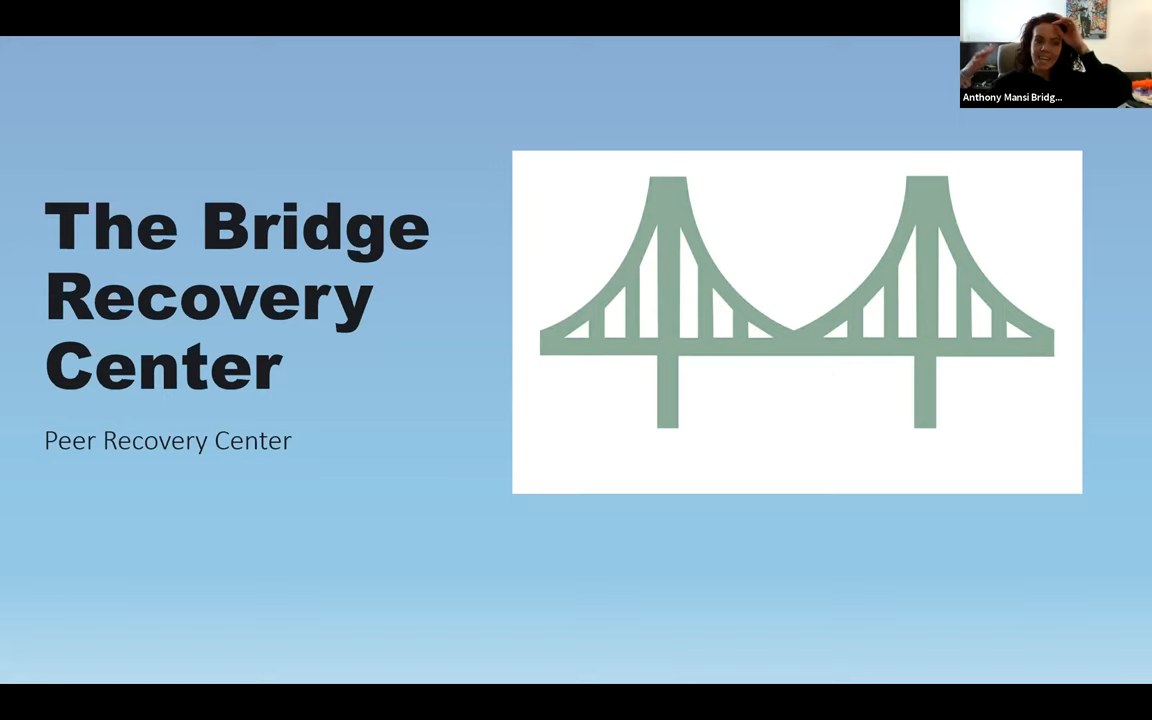 The Bridge
Recovery
Center
Peer Recovery Center
Anthony Mansi Bridg...